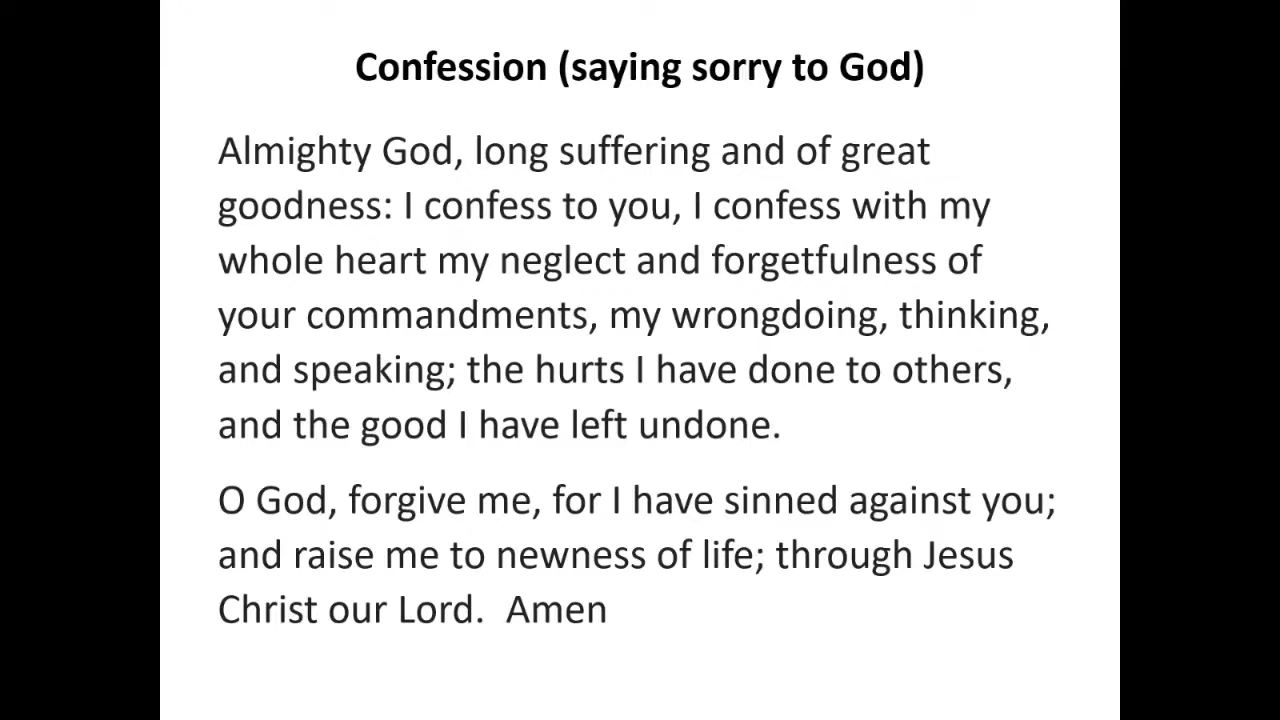 Confession (saying sorry to God)
Almighty God, long suffering and of great
goodness: I confess to you, I confess with my
whole heart my neglect and forgetfulness of
your commandments, my wrongdoing, thinking,
and speaking; the hurts I have done to others,
and the good I have left undone.
O God, forgive me, for I have sinned against you;
and raise me to newness of life; through Jesus
Christ our Lord.  Amen